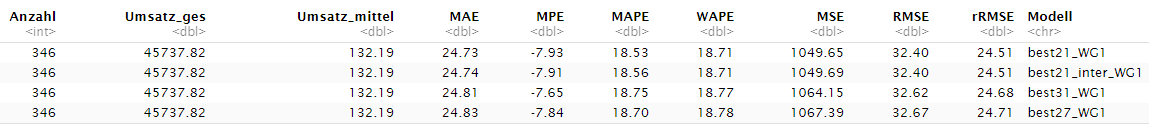 Anzahl Umsatz_ges Umsatz_mittel MAE MPE MAPE WAPE MSE RMSE rRMSE Modell
<int> <dbl> <dbl> <dbl> <dbl> <dbl> <dbl> <dbl> <dbl> <dbl> <chr>
346 45737.82 132.19 24.73 -7.93 18.53 18.71 1049.65 32.40 24.51 best21_WG1
346 45737.82 132.19 24.74 -7.91 18.56 18.71 1049.69 32.40 24.51 best21_inter_WG1
346 45737.82 132.19 24.81 -7.65 18.75 18.77 1064.15 32.62 24.68 best31_WG1
346 45737.82 132.19 24.83 -7.84 18.70 18.78 1067.39 32.67 24.71 best27_WG1